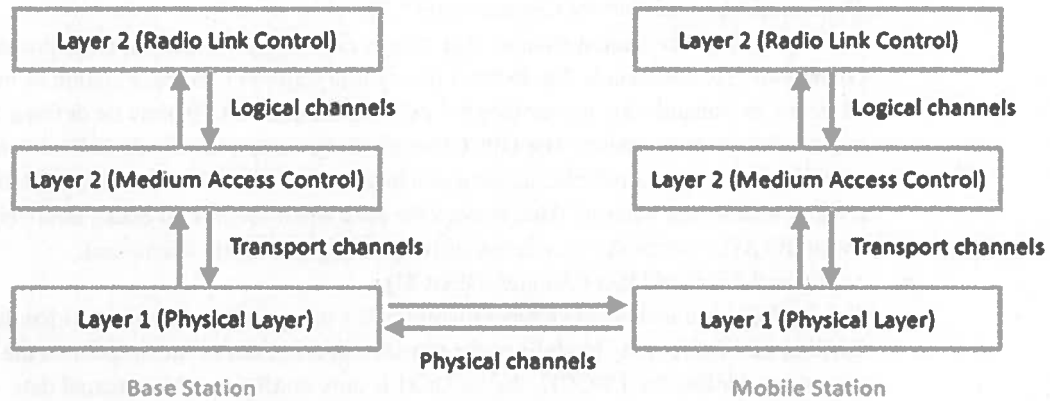 Layer 2 (Radio Link Control) Layer 2 (Radio Link Control)
Logical channels Logical channels
Layer 2 (Medium Access Control) Layer 2 (Medium Access Control)
Transport channels Transport channels
Layer 1 (Physical Layer) Layer 1 (Physical Layer)
Physical channels
Base Station Mobile Station